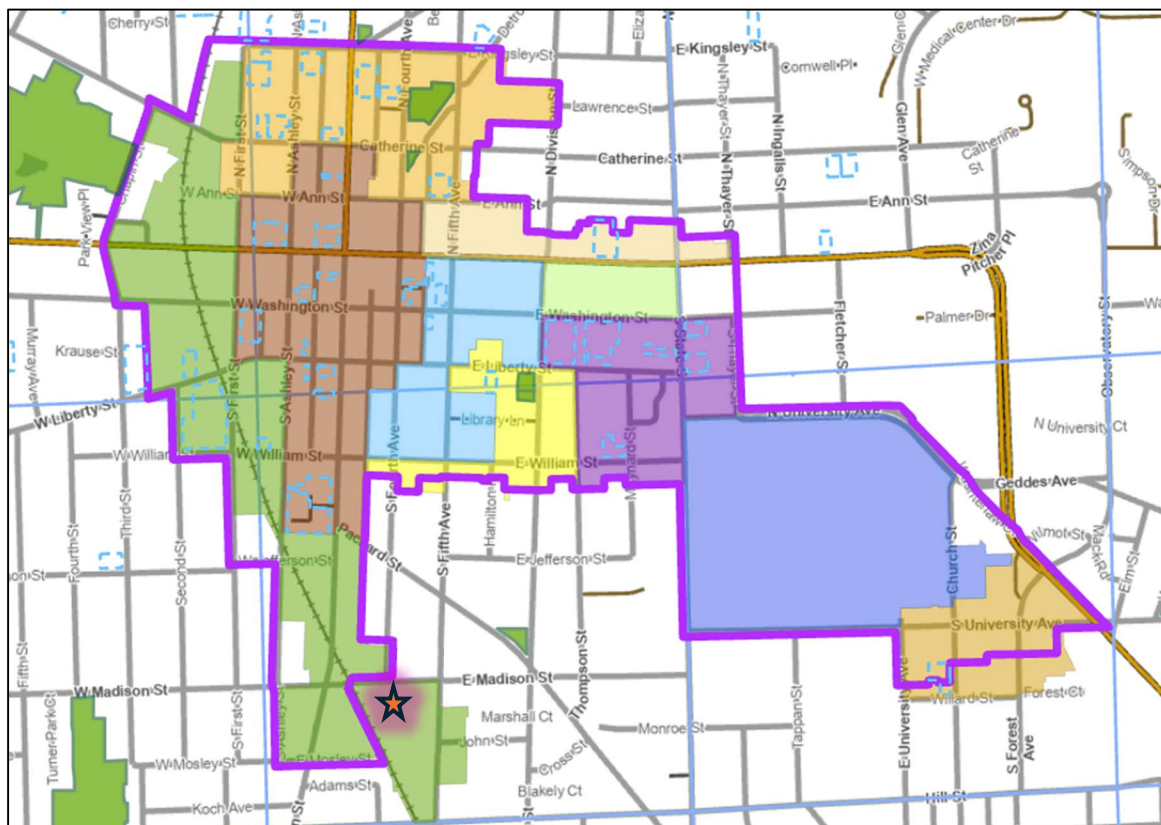 Cherry St
N Fourth Ave
E Kingsley St
E Kingsley St
W Medical Center Dr
Cornwell Pl
Glen Ave
Lawrence St
N Division St
N Thayer St
N Ingalls St
N First St
N Ashley St
Catherine St
Catherine St
Catherine St
Simpson Dr
W Ann St
W Ann St
E Ann St
E Ann St
N Thayer St
Park View Pl
N Fifth Ave
Zina
Pitcher Pl
W Washington St
E Washington St
Palmer Dr
Fletcher St
Observatory St
Murray Ave
Krause St
S First St
S Ashley St
E Liberty St
S State St
W Liberty St
Library Ln
N University Ave
N University Ct
W William St
E William St
Maynard St
Third St
S Fourth Ave
S Fifth Ave
Hamilton
Geddes Ave
Packard St
E Jefferson St
Fourth St
Second St
Church St
Elm St
S University Ave
Fifth St
Thompson St
W Madison St
E Madison St
Willard St
Forest Ct
Turner Park Ct
S First St
Marshall Ct
Monroe St
Tappan St
E University Ave
S Forest
Ave
John St
W Mosley St
E Mosley St
Cross St
Adams St
Blakely Ct
Koch Ave
Hill St